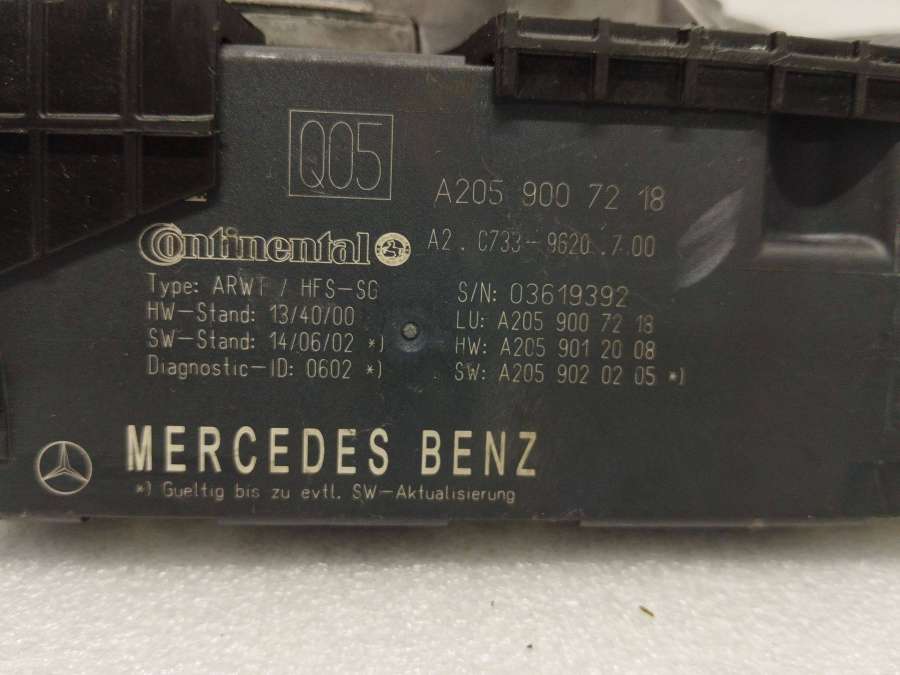 Q05
A205 900 72 18
Continental
A2.C733-9620.7.00
Type: ARWT / HFS-SG
HW-Stand: 13/40/00
SW-Stand: 14/06/02 *)
Diagnostic-ID: 0602 *)
S/N: 03619392
LU: A205 900 72 18
HW: A205 901 20 08
SW: A205 902 02 05 *)
MERCEDES BENZ
*) Gueltig bis zu evtl. SW-Aktualisierung